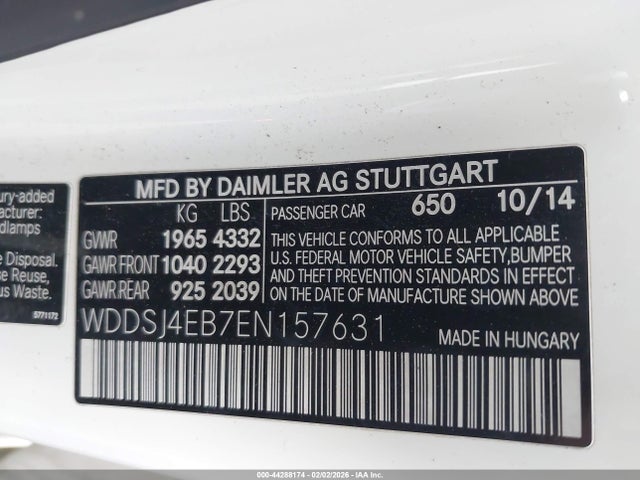 ury-added
acturer:
adlamps
Disposal.
e Reuse,
us Waste.
5771172
MFD BY DAIMLER AG STUTTGART
KG LBS
GVWR 1965 4332
GAWR FRONT 1040 2293
GAWR REAR 925 2039
PASSENGER CAR 650 10/14
THIS VEHICLE CONFORMS TO ALL APPLICABLE
U.S. FEDERAL MOTOR VEHICLE SAFETY,BUMPER
AND THEFT PREVENTION STANDARDS IN EFFECT
ON THE DATE OF MANUFACTURE SHOWN ABOVE
WDDSJ4EB7EN157631
MADE IN HUNGARY
000-44288174 - 02/02/2026 - IAA Inc.